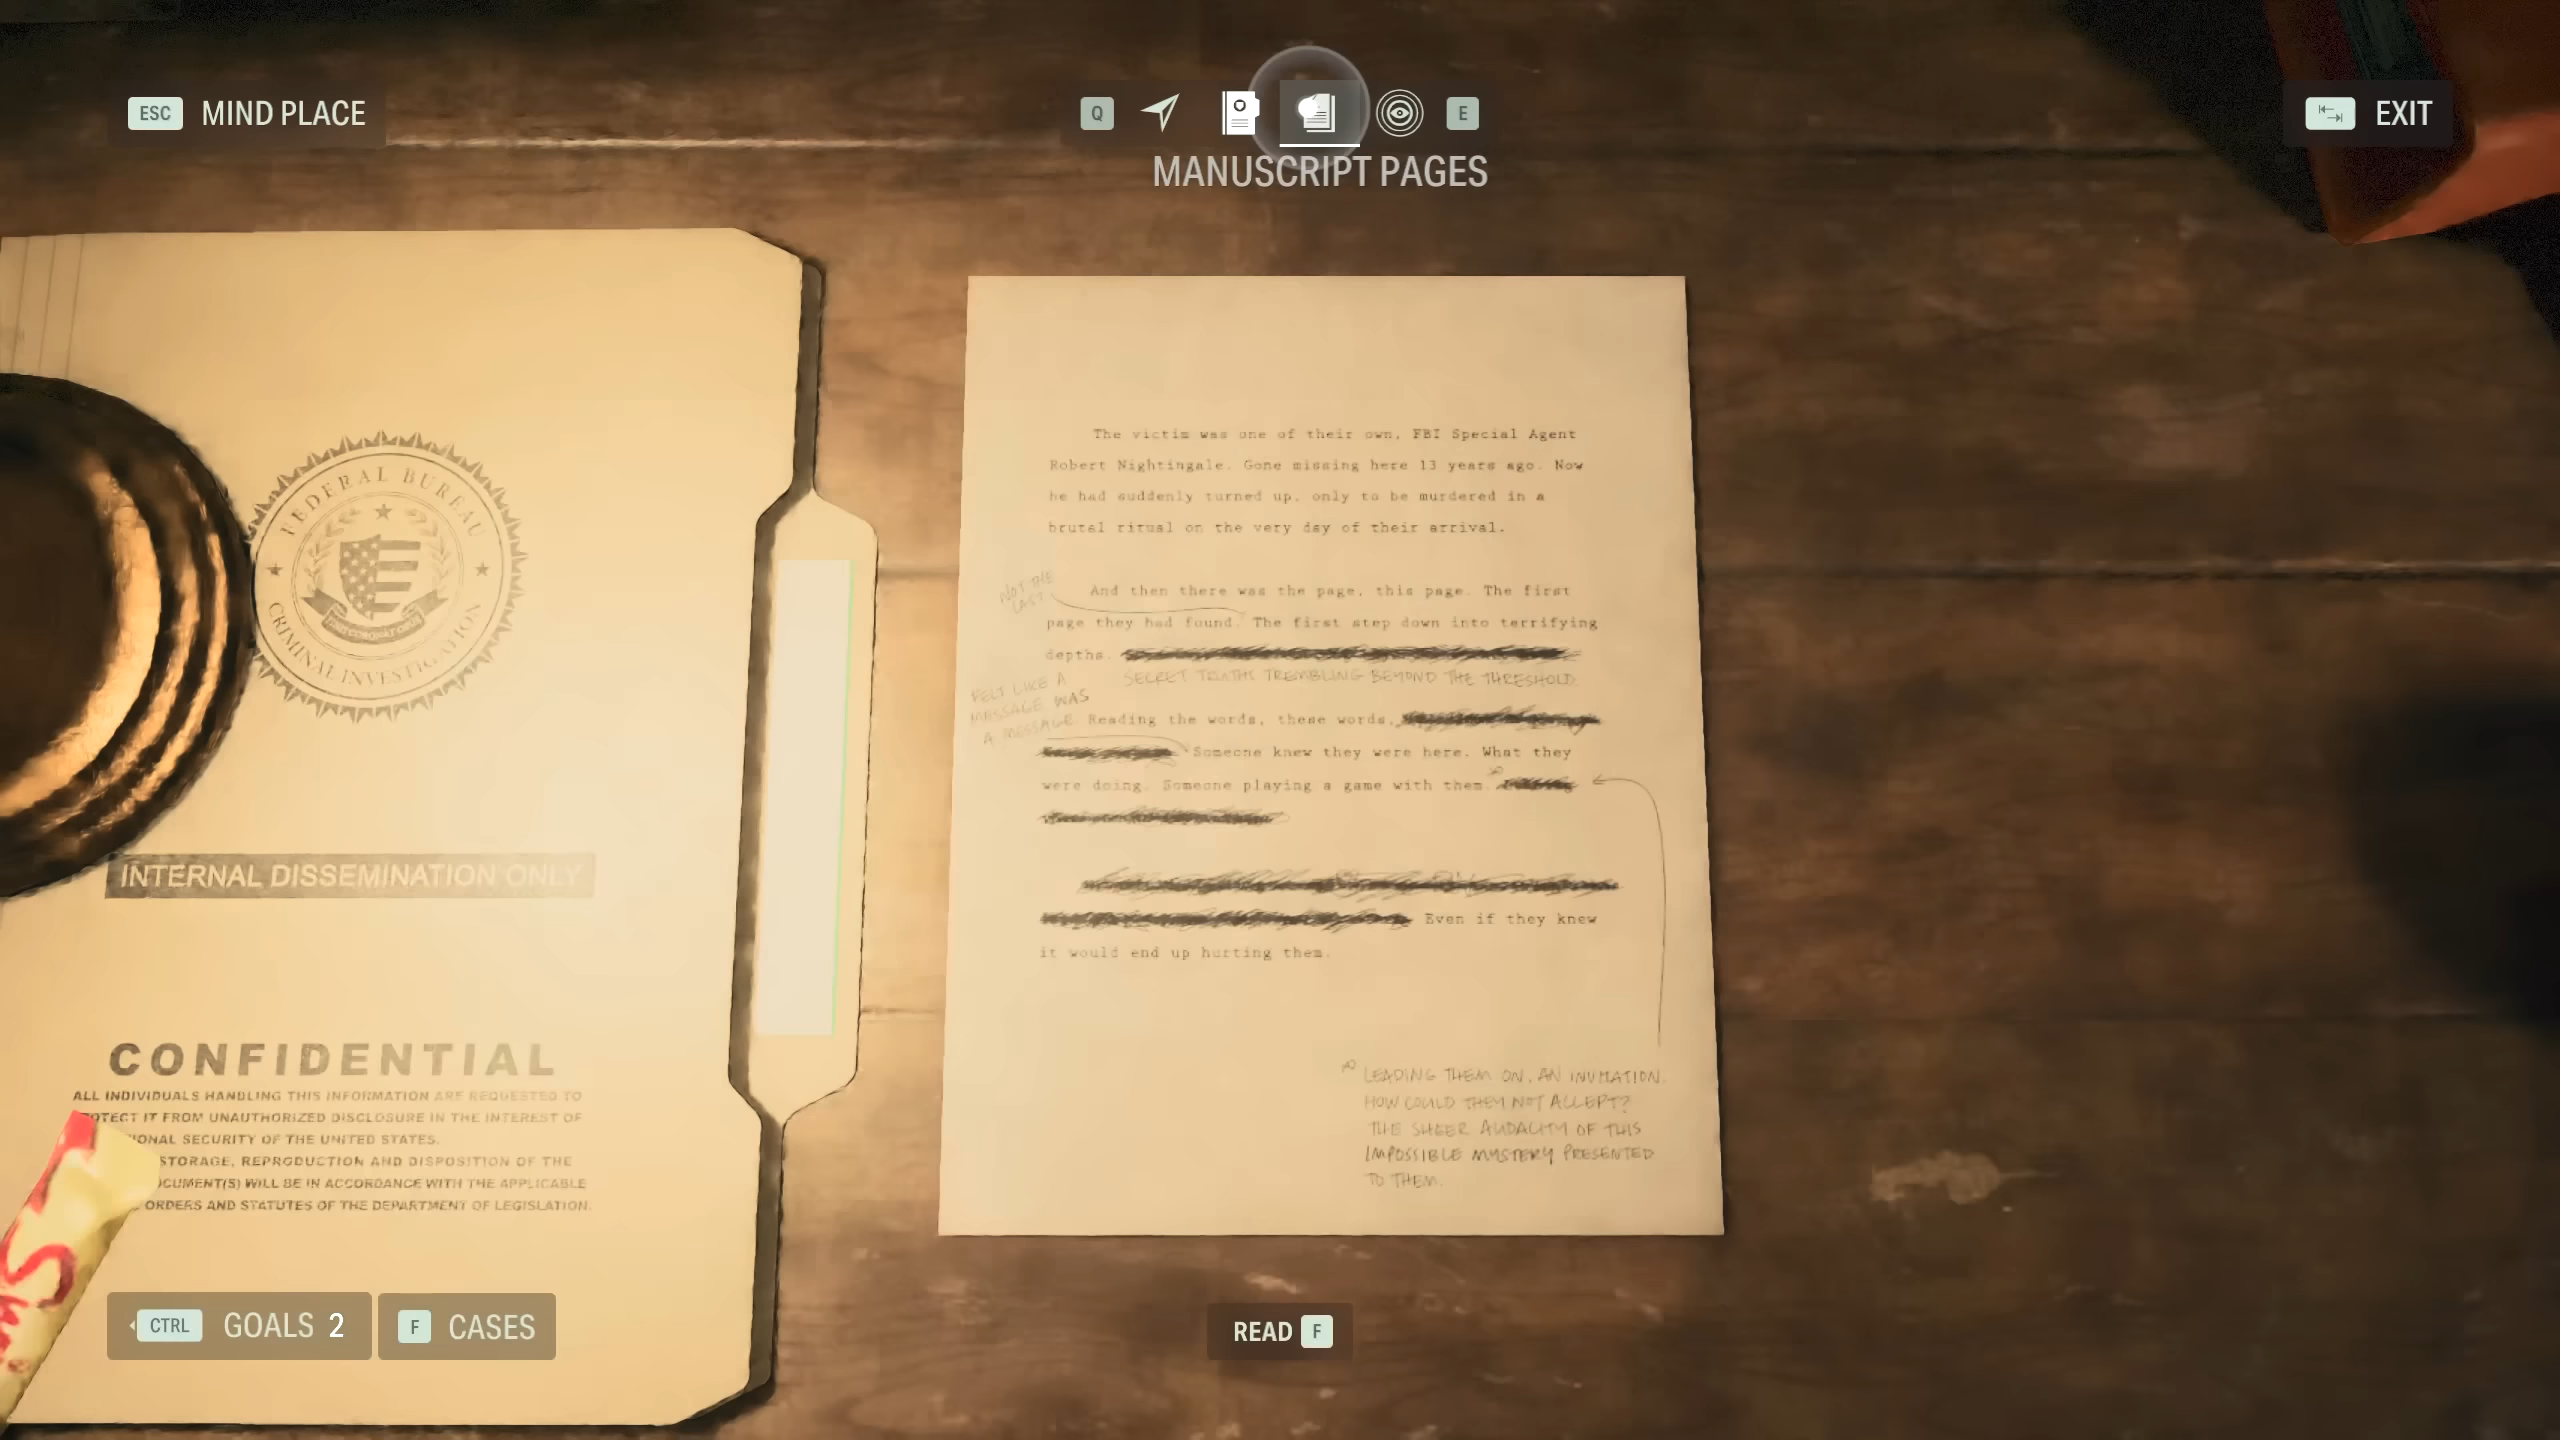 ESC MIND PLACE
Q
E
MANUSCRIPT PAGES
EXIT
FEDERAL BUREAU
CRIMINAL INVESTIGATION
INTERNAL DISSEMINATION ONLY
CONFIDENTIAL
ALL INDIVIDUALS HANDLING THIS INFORMATION ARE REQUESTED TO
OTECT IT FROM UNAUTHORIZED DISCLOSURE IN THE INTEREST OF
IONAL SECURITY OF THE UNITED STATES.
STORAGE, REPRODUCTION AND DISPOSITION OF THE
OCUMENT(S) WILL BE IN ACCORDANCE WITH THE APPLICABLE
ORDERS AND STATUTES OF THE DEPARTMENT OF LEGISLATION.
The victim was one of their own, FBI Special Agent
Robert Nightingale. Gone missing here 13 years ago. Now
he had suddenly turned up, only to be murdered in a
brutal ritual on the very day of their arrival.
NOT THE
LAST
And then there was the page, this page. The first
page they had found. The first step down into terrifying
depths.
SECRET TRUTHS TREMBLING BEYOND THE THRESHOLD.
FELT LIKE A
MESSAGE WAS
A MESSAGE
Reading the words, these words,
Someone knew they were here. What they
were doing. Someone playing a game with them.
Even if they knew
it would end up hurting them.
LEADING THEM ON, AN INVITATION.
HOW COULD THEY NOT ACCEPT?
THE SHEER AUDACITY OF THIS
IMPOSSIBLE MYSTERY PRESENTED
TO THEM.
CTRL GOALS 2
F CASES
READ F